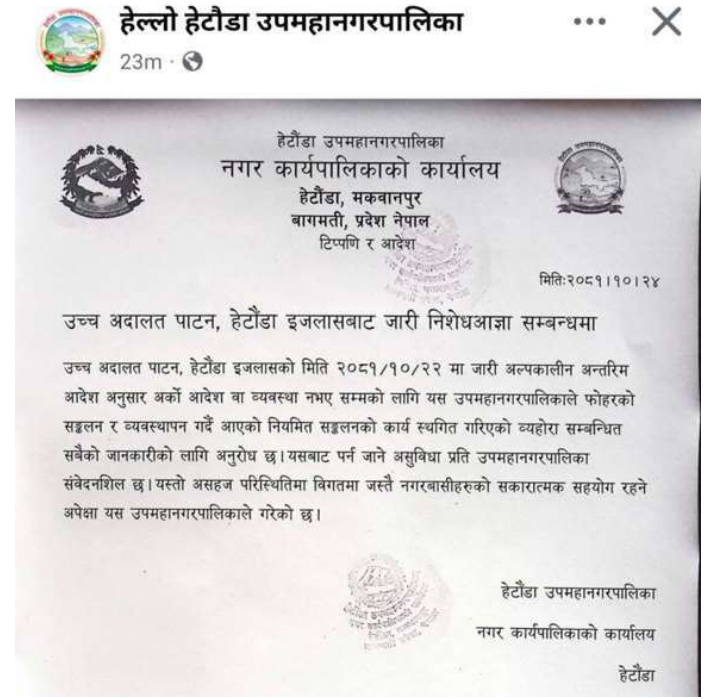 हेल्लो हेटौडा उपमहानगरपालिका
23m
हेटौंडा उपमहानगरपालिका
नगर कार्यपालिकाको कार्यालय
हेटौंडा, मकवानपुर
बागमती, प्रदेश नेपाल
टिप्पणि र आदेश
मितिः२०८१।१०।२४
उच्च अदालत पाटन, हेटौंडा इजलासबाट जारी निशेधआज्ञा सम्बन्धमा
उच्च अदालत पाटन, हेटौंडा इजलासको मिति २०८१/१०/२२ मा जारी अल्पकालीन अन्तरिम
आदेश अनुसार अर्को आदेश वा व्यवस्था नभए सम्मको लागि यस उपमहानगरपालिकाले फोहरको
सङ्कलन र व्यवस्थापन गर्दै आएको नियमित सङ्कलनको कार्य स्थगित गरिएको व्यहोरा सम्बन्धित
सबैको जानकारीको लागि अनुरोध छ।यसबाट पर्न जाने असुविधा प्रति उपमहानगरपालिका
संवेदनशिल छ।यस्तो असहज परिस्थितिमा विगतमा जस्तै नगरबासीहरुको सकारात्मक सहयोग रहने
अपेक्षा यस उपमहानगरपालिकाले गरेको छ।
हेटौंडा उपमहानगरपालिका
नगर कार्यपालिकाको कार्यालय
हेटौंडा